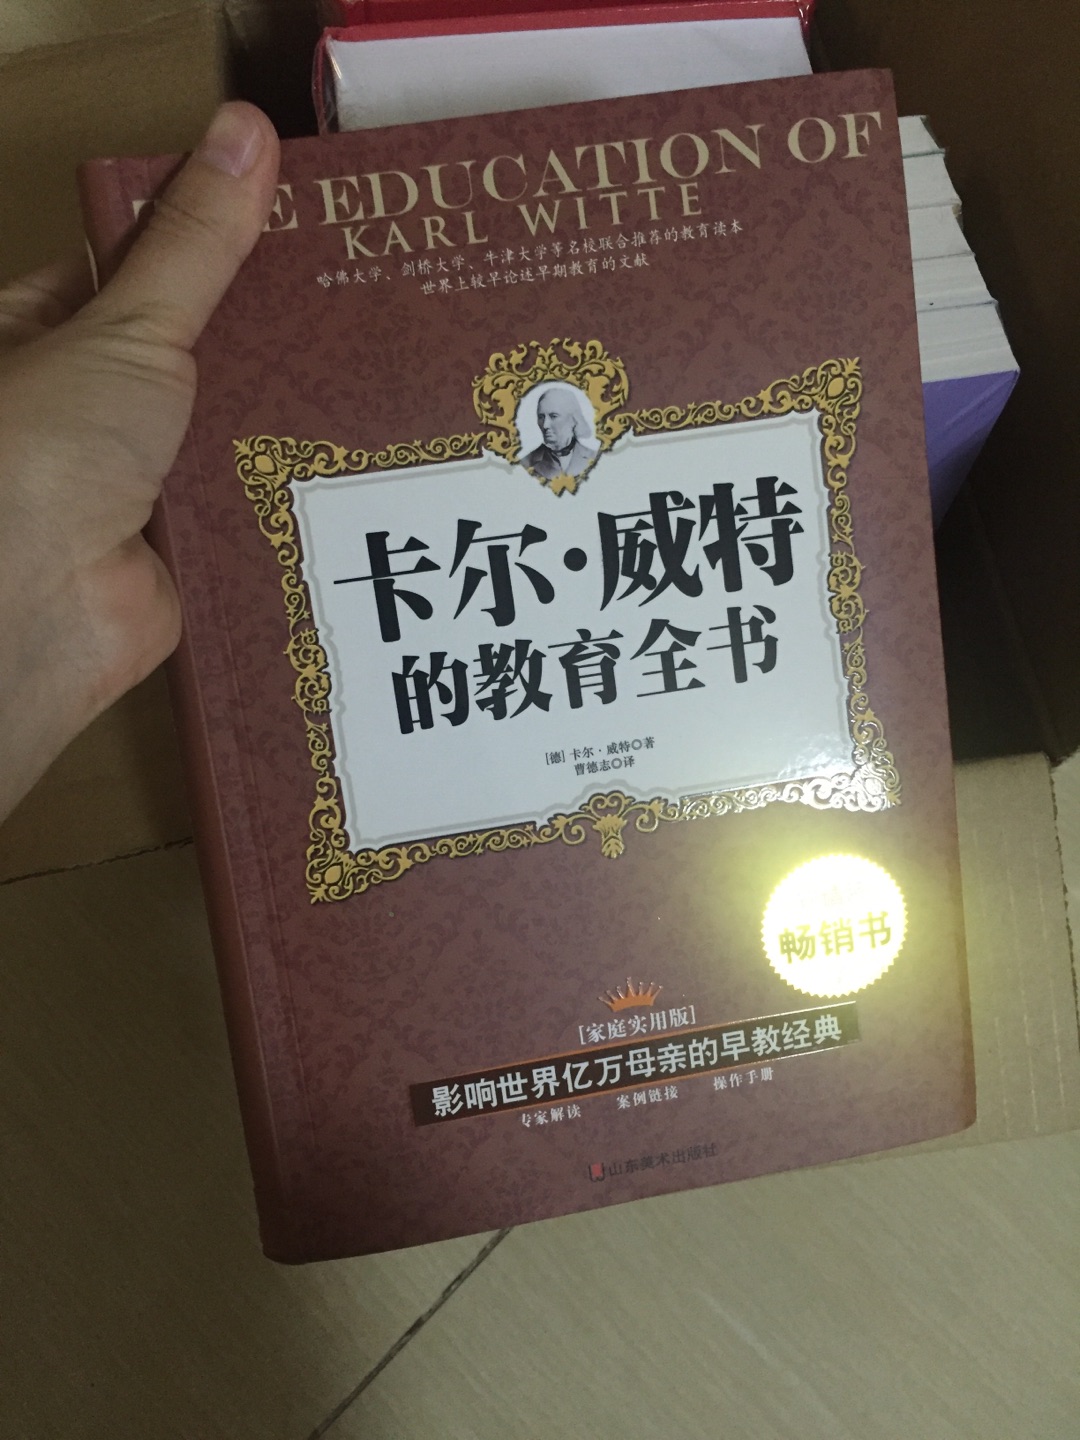 EDUCATION OF
KARL WITTE
哈佛大学、剑桥大学、牛津大学等名校联合推荐的教育读本
世界上较早论述早期教育的文献
卡尔·威特
的教育全书
[德] 卡尔·威特◎著
曹德志◎译
畅销书
[家庭实用版]
影响世界亿万母亲的早教经典
专家解读 案例链接 操作手册
山东美术出版社